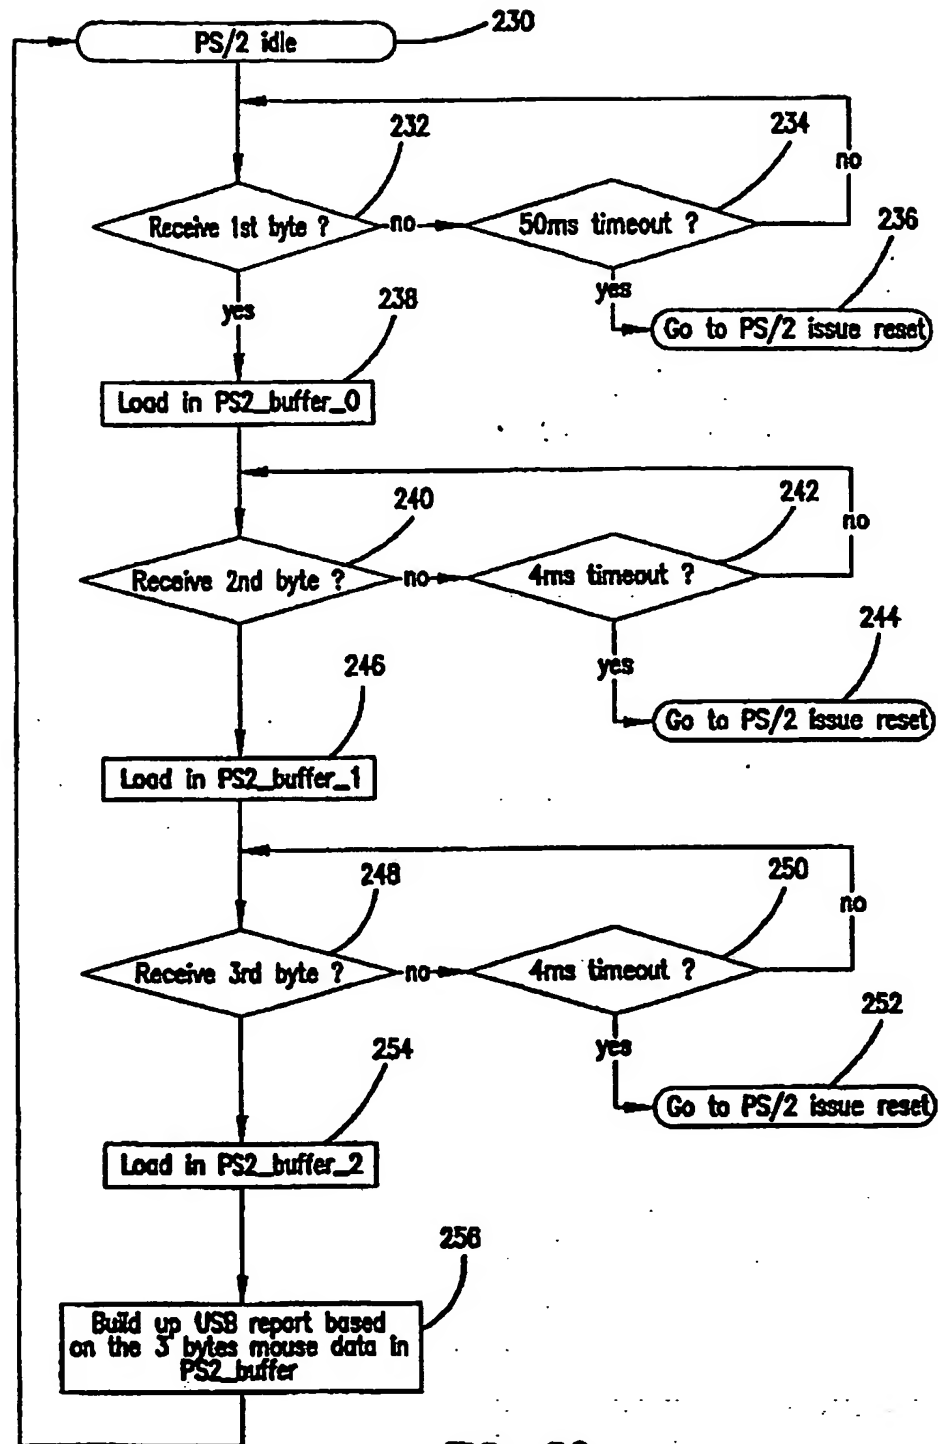 230
PS/2 idle
232
234
no
Receive 1st byte ?
no
50ms timeout ?
236
yes
238
yes
Go to PS/2 issue reset
Load in PS2_buffer_0
240
242
no
Receive 2nd byte ?
no
4ms timeout ?
244
246
yes
Go to PS/2 issue reset
Load in PS2_buffer_1
248
250
no
Receive 3rd byte ?
no
4ms timeout ?
252
254
yes
Go to PS/2 issue reset
Load in PS2_buffer_2
256
Build up USB report based
on the 3 bytes mouse data in
PS2_buffer